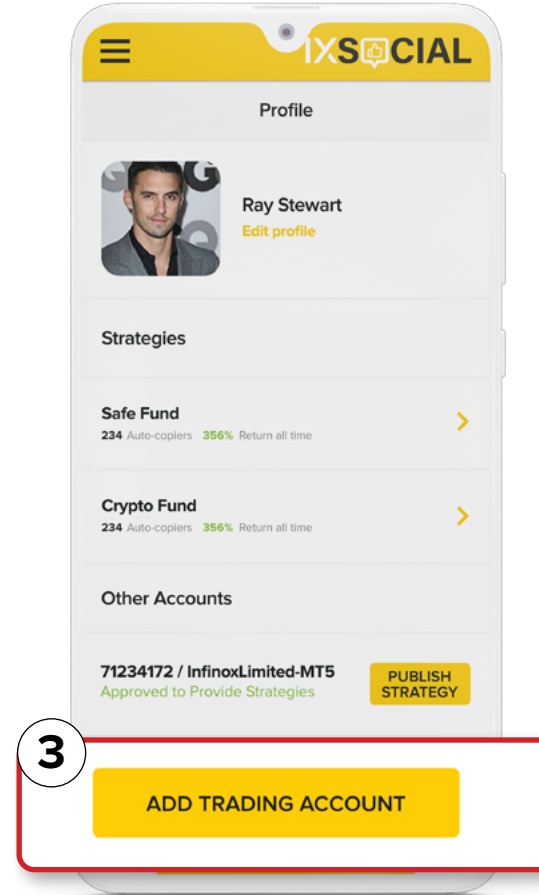 IXSOCIAL
Profile
Ray Stewart
Edit profile
Strategies
Safe Fund
234 Auto-copiers 356% Return all time
Crypto Fund
234 Auto-copiers 356% Return all time
Other Accounts
71234172 / InfinoxLimited-MT5
Approved to Provide Strategies
PUBLISH
STRATEGY
3
ADD TRADING ACCOUNT